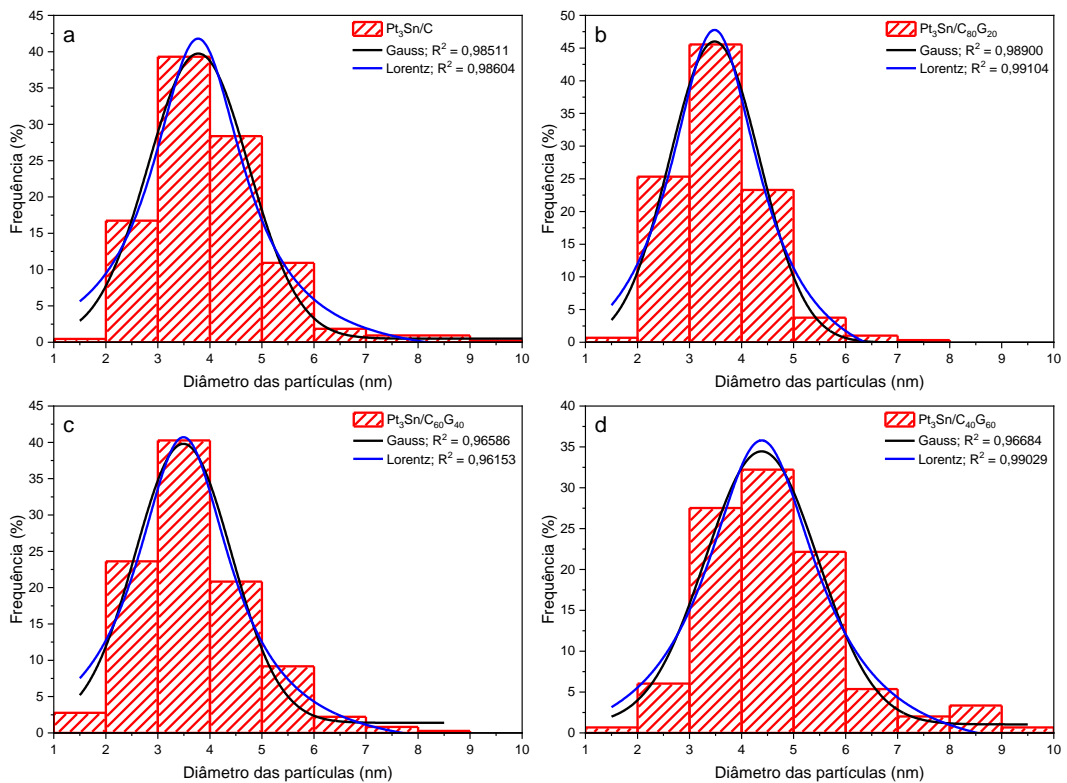 a
Pt₃Sn/C
Gauss; R² = 0,98511
Lorentz; R² = 0,98604
45
40
35
30
25
20
15
10
5
0
Frequência (%)
1 2 3 4 5 6 7 8 9 10
Diâmetro das partículas (nm)
b
Pt₃Sn/C₈₀G₂₀
Gauss; R² = 0,98900
Lorentz; R² = 0,99104
50
45
40
35
30
25
20
15
10
5
0
Frequência (%)
1 2 3 4 5 6 7 8 9 10
Diâmetro das partículas (nm)
c
Pt₃Sn/C₆₀G₄₀
Gauss; R² = 0,96586
Lorentz; R² = 0,96153
45
40
35
30
25
20
15
10
5
0
Frequência (%)
1 2 3 4 5 6 7 8 9 10
Diâmetro das partículas (nm)
d
Pt₃Sn/C₄₀G₆₀
Gauss; R² = 0,96684
Lorentz; R² = 0,99029
40
35
30
25
20
15
10
5
0
Frequência (%)
1 2 3 4 5 6 7 8 9 10
Diâmetro das partículas (nm)